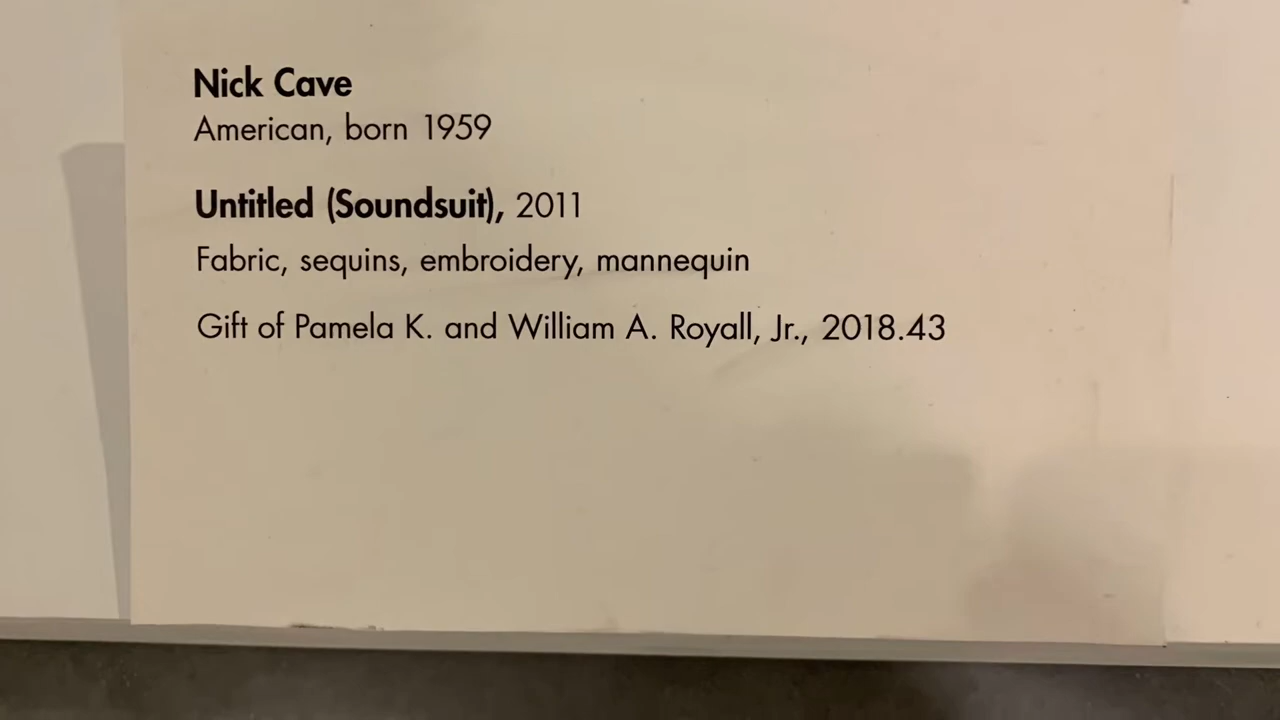 Nick Cave
American, born 1959
Untitled (Soundsuit), 2011
Fabric, sequins, embroidery, mannequin
Gift of Pamela K. and William A. Royall, Jr., 2018.43